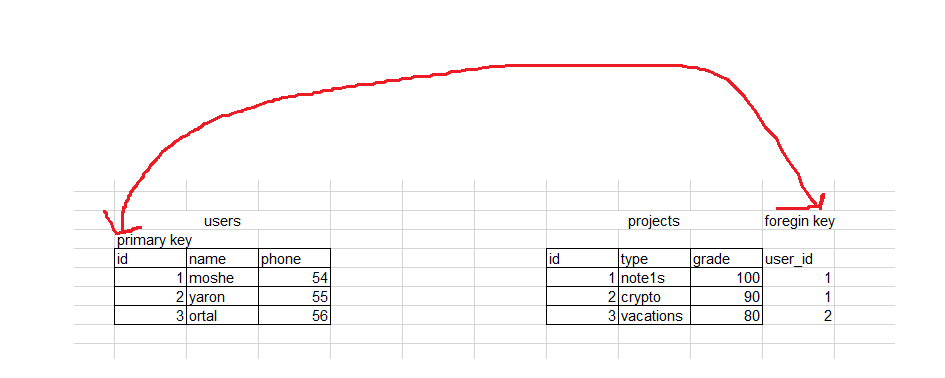 users projects foregin key
primary key
id name phone id type grade user_id
1 moshe 54 1 note1s 100 1
2 yaron 55 2 crypto 90 1
3 ortal 56 3 vacations 80 2